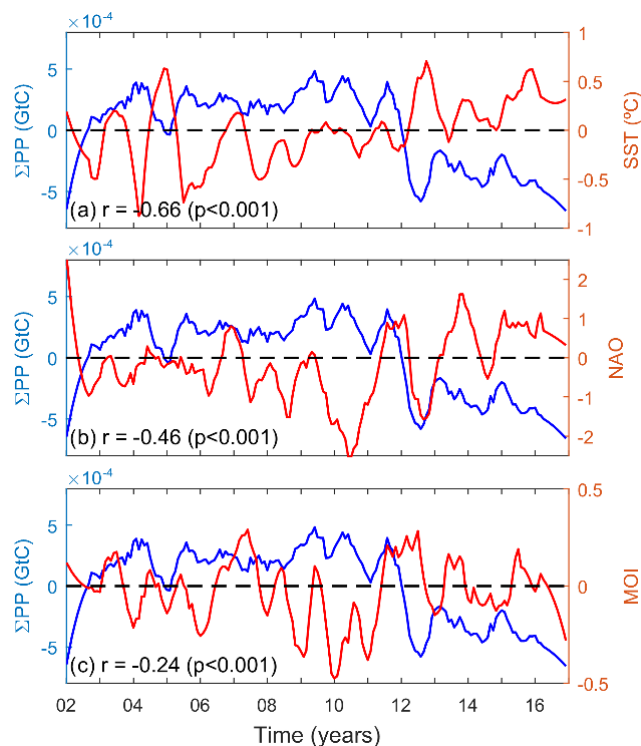 ×10⁻⁴
ΣPP (GtC)
5
0
-5
1
0.5
0
-0.5
-1
SST (ºC)
(a) r = -0.66 (p<0.001)
×10⁻⁴
ΣPP (GtC)
5
0
-5
2
1
0
-1
-2
NAO
(b) r = -0.46 (p<0.001)
×10⁻⁴
ΣPP (GtC)
5
0
-5
0.5
0
-0.5
MOI
(c) r = -0.24 (p<0.001)
02 04 06 08 10 12 14 16
Time (years)